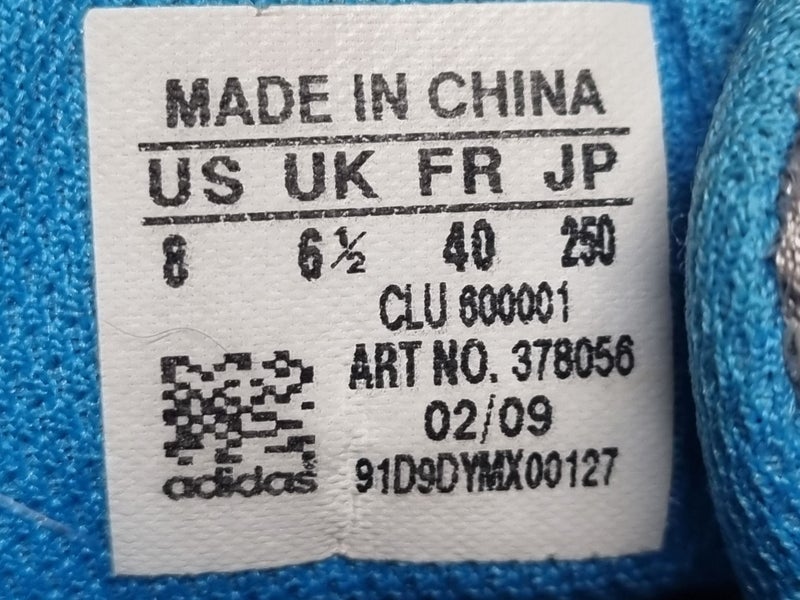 MADE IN CHINA
US UK FR JP
8 6½ 40 250
CLU 600001
ART NO. 378056
02/09
adidas 91D9DYMX00127